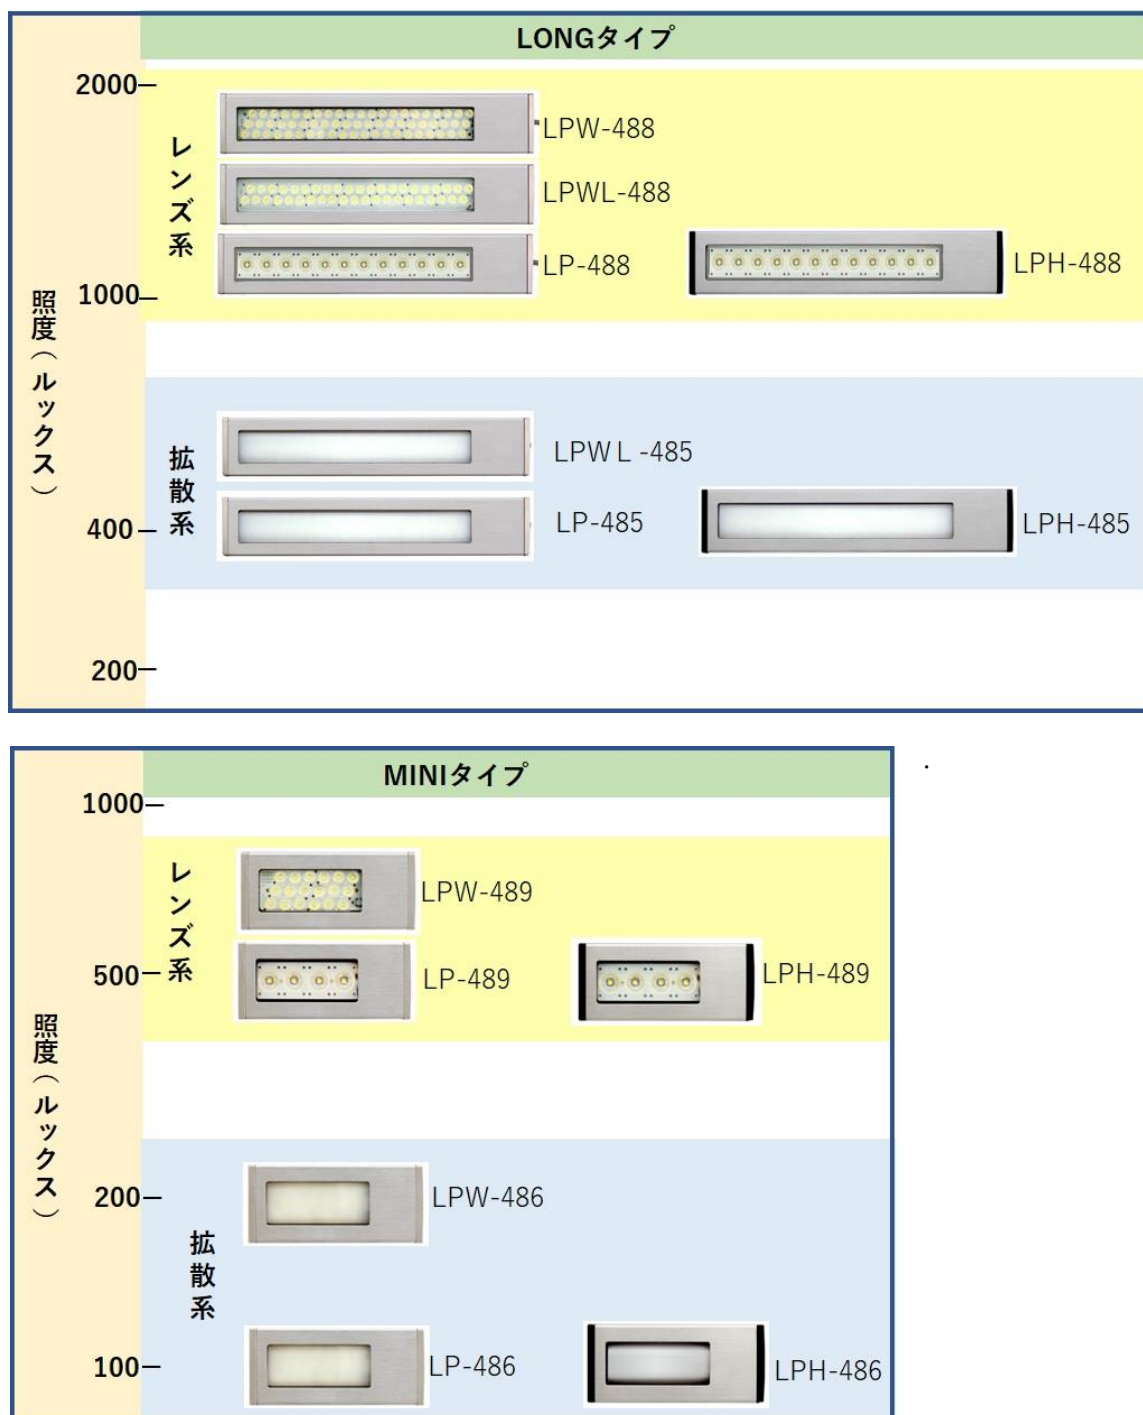 LONGタイプ
2000
レンズ系
LPW-488
LPWL-488
LP-488
LPH-488
1000
照度（ルックス）
拡散系
LPWＬ-485
400
LP-485
LPH-485
200
MINIタイプ
1000
レンズ系
LPW-489
500
LP-489
LPH-489
照度（ルックス）
200
LPW-486
拡散系
100
LP-486
LPH-486